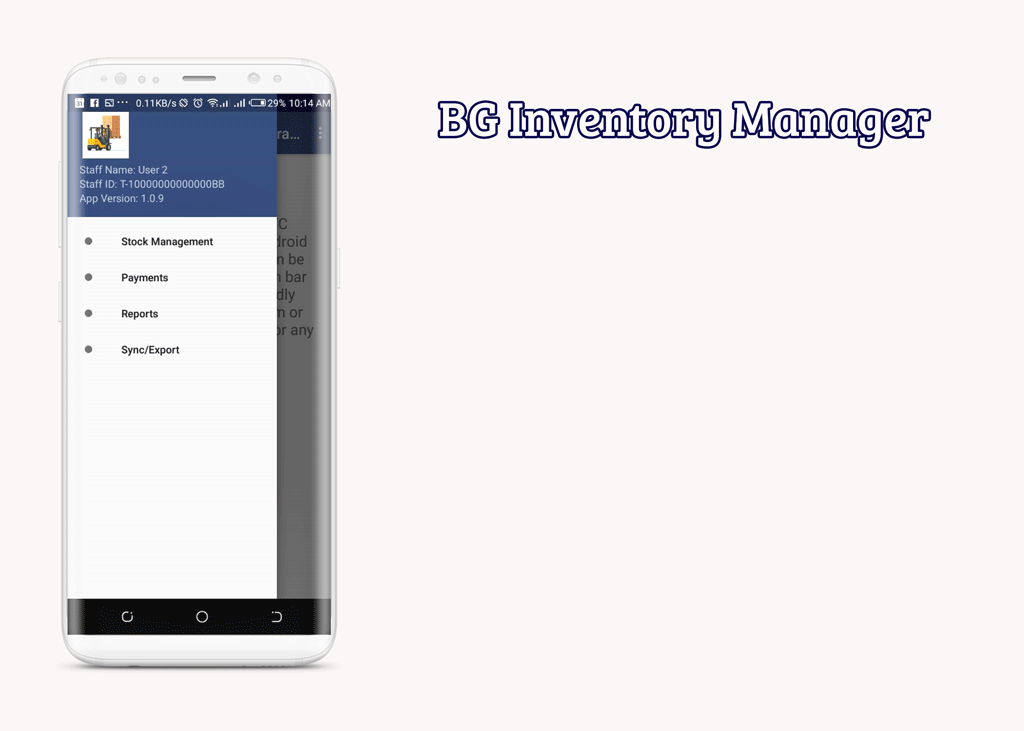 0.11KB/s 29% 10:14 AM
ra...
Staff Name: User 2
Staff ID: T-10000000000000BB
App Version: 1.0.9
Stock Management
Payments
Reports
Sync/Export
C
droid
n be
n bar
dly
m or
or any
BG Inventory Manager